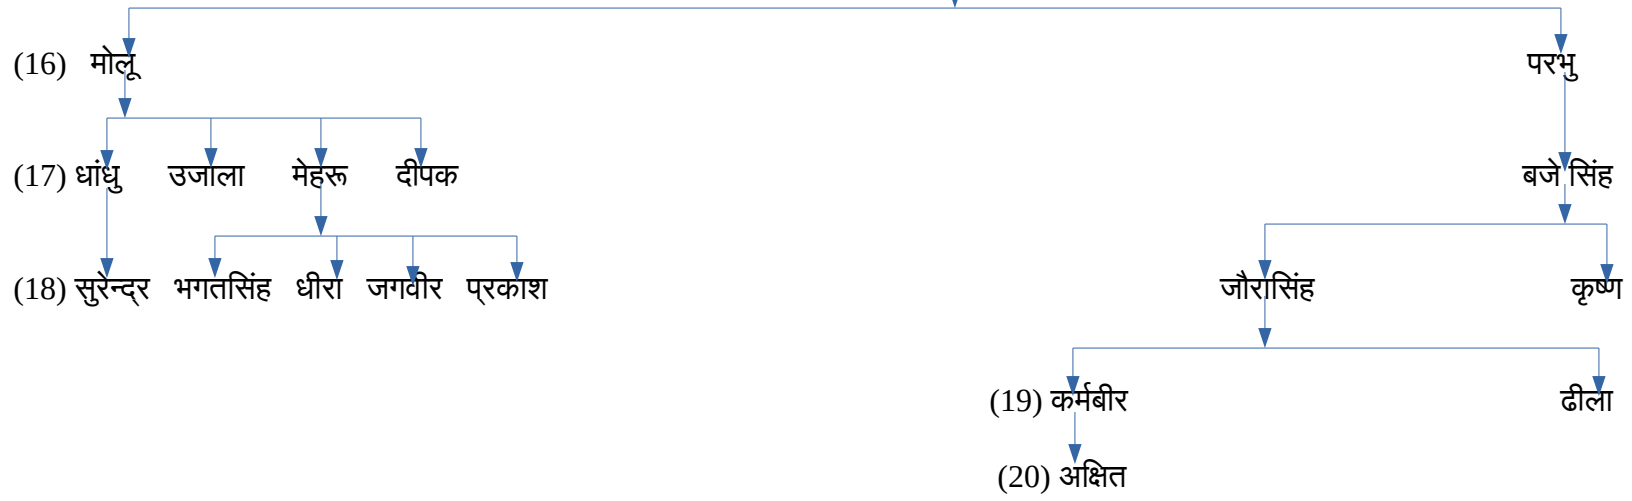 (16) मोलू परभु
(17) धांधु उजाला मेहरू दीपक बजे सिंह
(18) सुरेन्द्र भगतसिंह धीरा जगवीर प्रकाश जौरासिंह कृष्ण
(19) कर्मबीर ढीला
(20) अक्षित